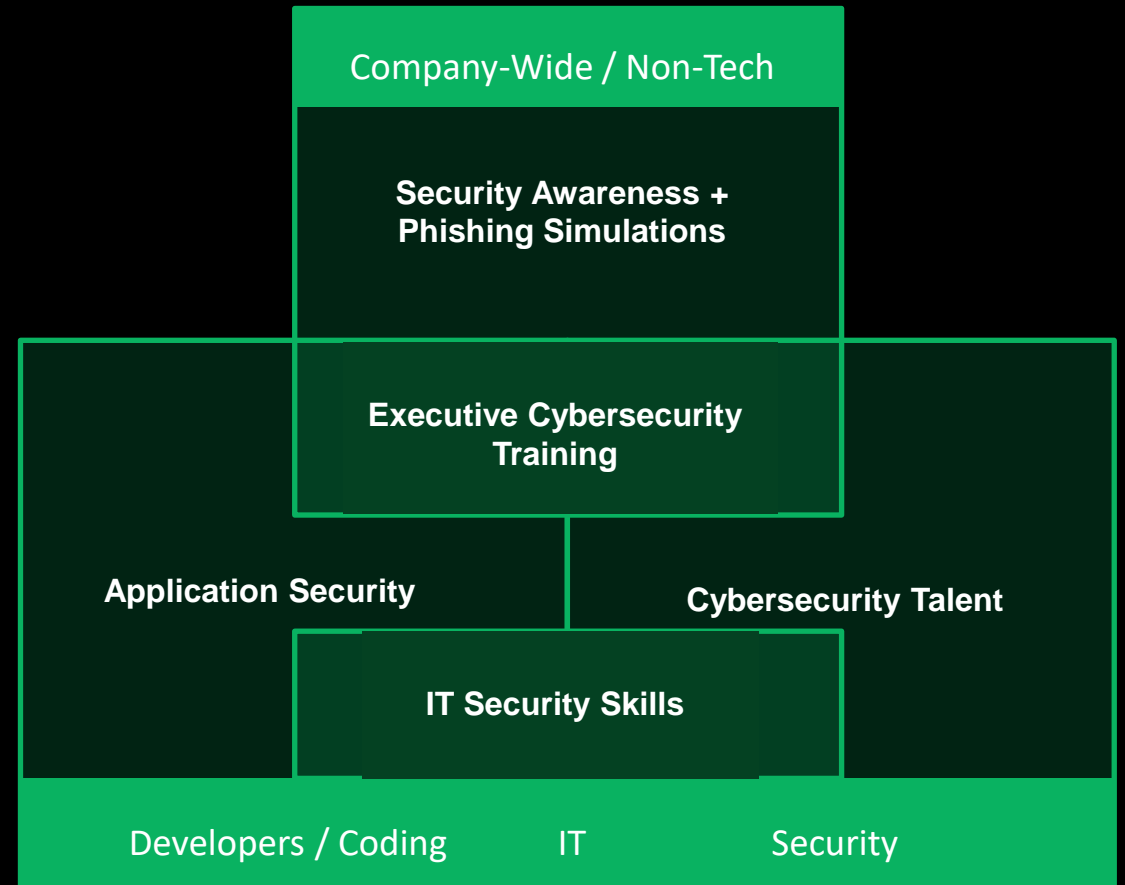 Company-Wide / Non-Tech
Security Awareness +
Phishing Simulations
Executive Cybersecurity
Training
Application Security
Cybersecurity Talent
IT Security Skills
Developers / Coding IT Security